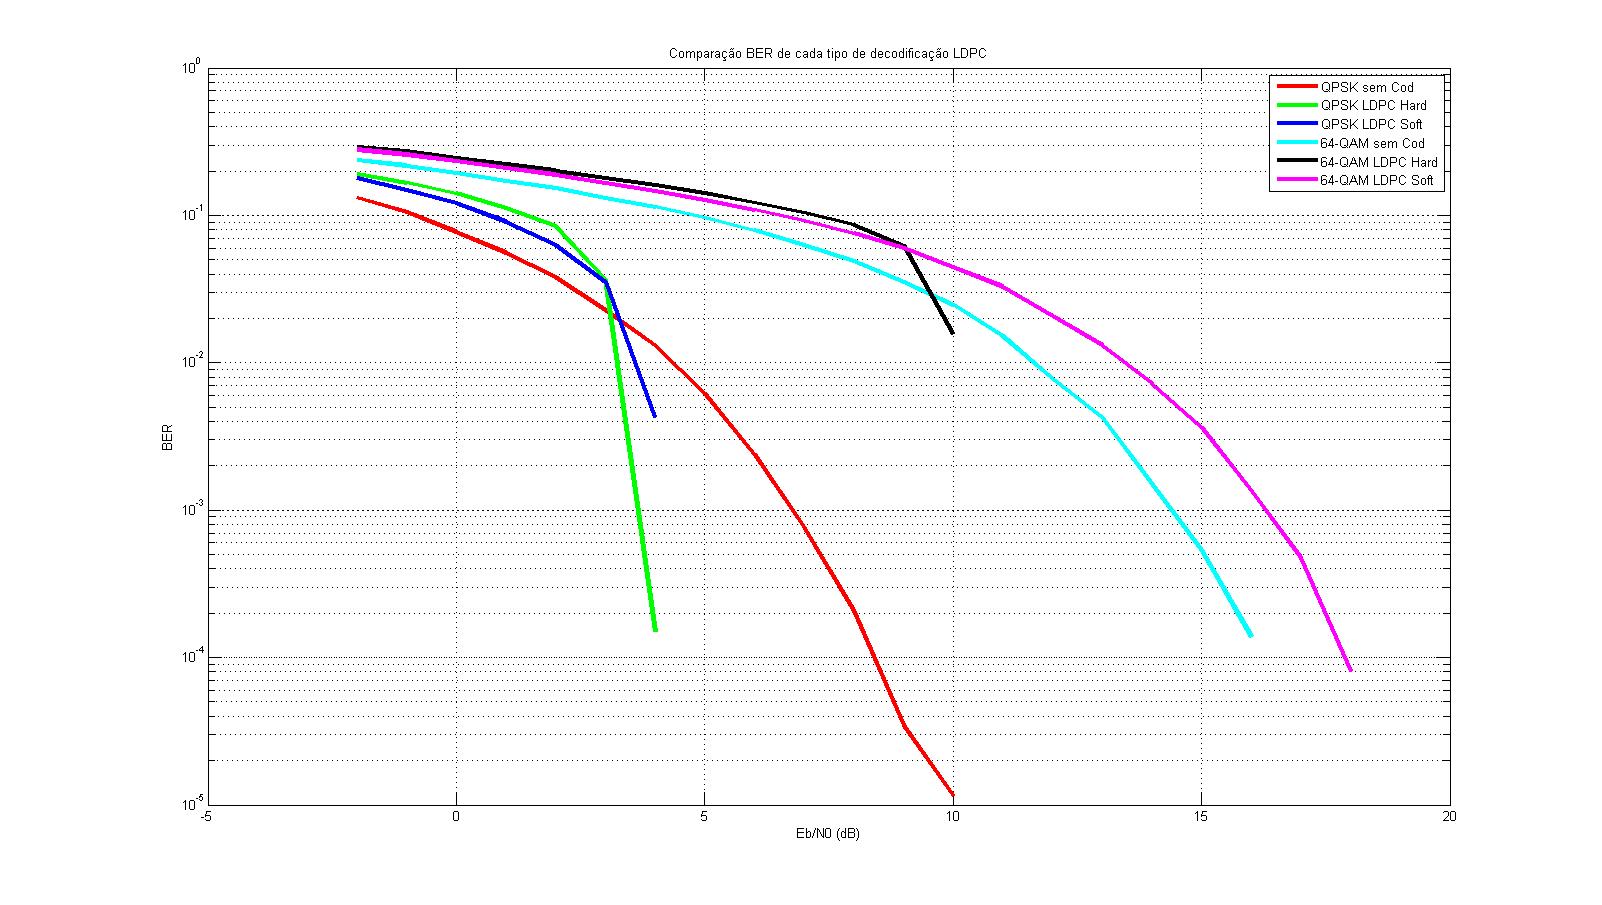 Comparação BER de cada tipo de decodificação LDPC
QPSK sem Cod
QPSK LDPC Hard
QPSK LDPC Soft
64-QAM sem Cod
64-QAM LDPC Hard
64-QAM LDPC Soft
10^0
10^-1
10^-2
10^-3
10^-4
10^-5
BER
-5 0 5 10 15 20
Eb/N0 (dB)